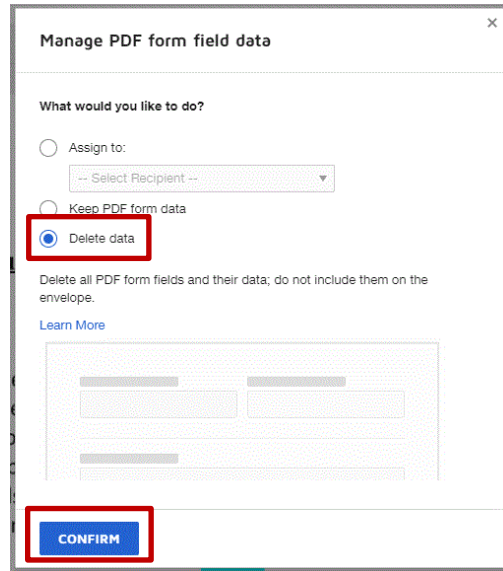 ×
Manage PDF form field data
What would you like to do?
Assign to:
-- Select Recipient --
Keep PDF form data
Delete data
Delete all PDF form fields and their data; do not include them on the
envelope.
Learn More
CONFIRM